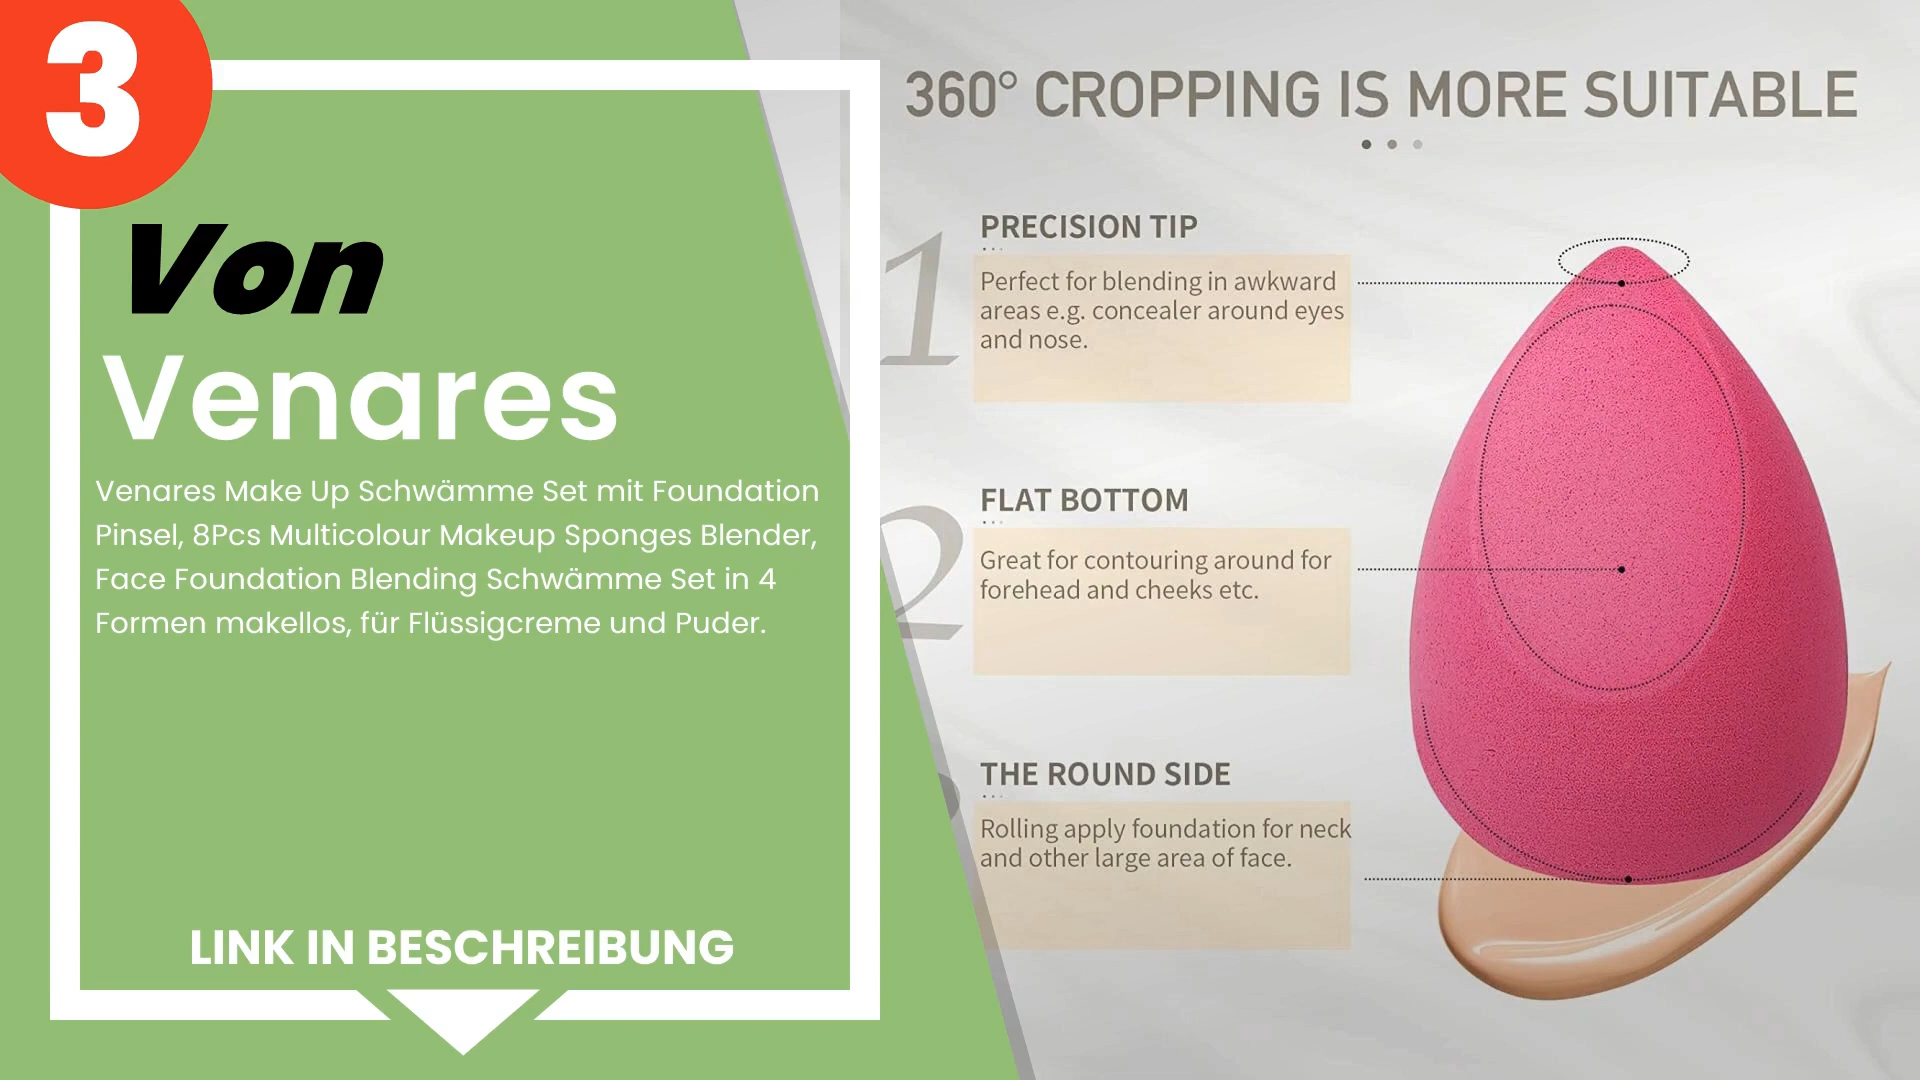 3
Von
Venares
Venares Make Up Schwämme Set mit Foundation
Pinsel, 8Pcs Multicolour Makeup Sponges Blender,
Face Foundation Blending Schwämme Set in 4
Formen makellos, für Flüssigcreme und Puder.
LINK IN BESCHREIBUNG
360° CROPPING IS MORE SUITABLE
1
PRECISION TIP
Perfect for blending in awkward
areas e.g. concealer around eyes
and nose.
2
FLAT BOTTOM
Great for contouring around for
forehead and cheeks etc.
THE ROUND SIDE
Rolling apply foundation for neck
and other large area of face.